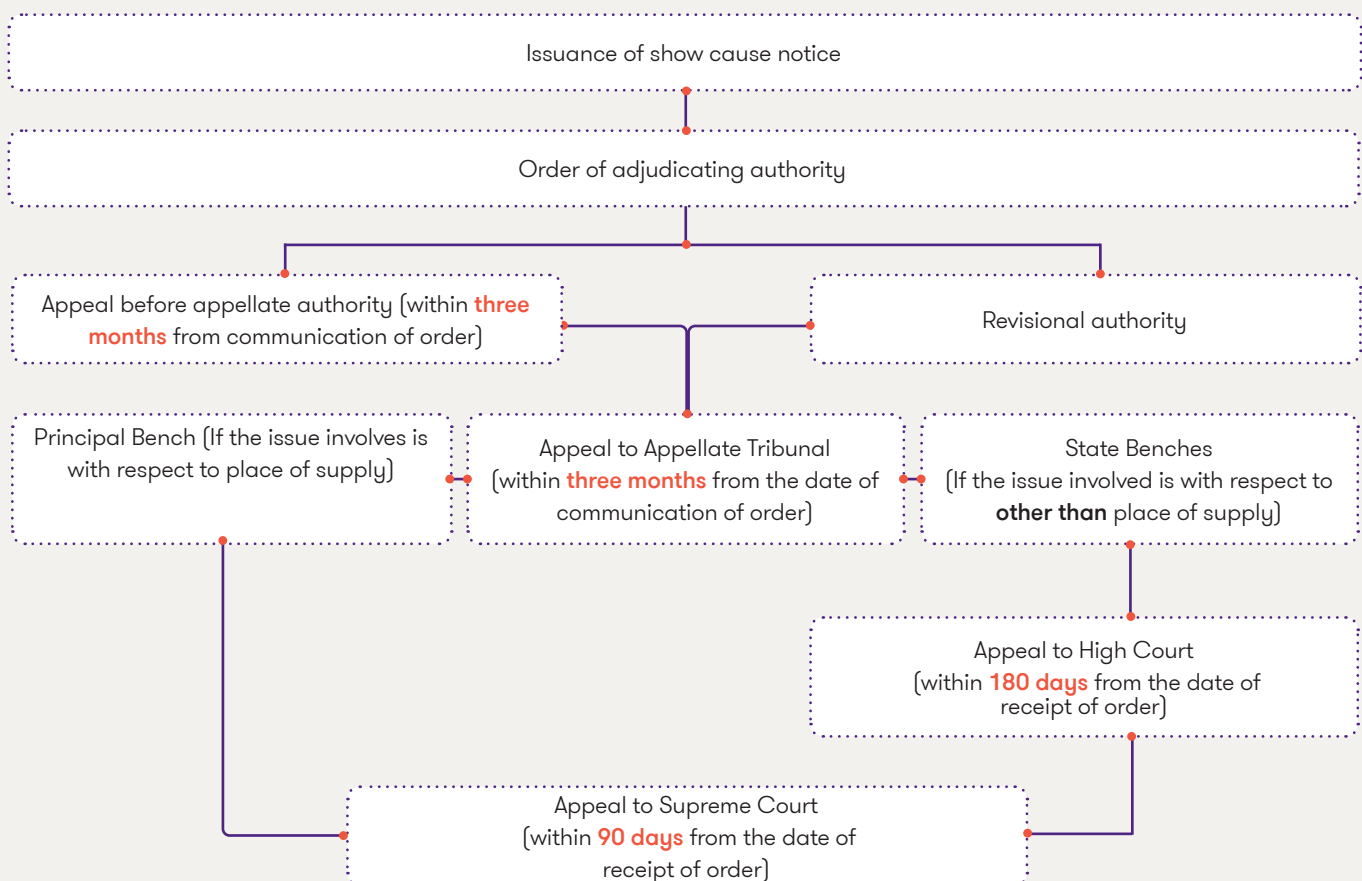 Issuance of show cause notice
Order of adjudicating authority
Appeal before appellate authority (within three
months from communication of order)
Revisional authority
Principal Bench (If the issue involves is
with respect to place of supply)
Appeal to Appellate Tribunal
(within three months from the date of
communication of order)
State Benches
(If the issue involved is with respect to
other than place of supply)
Appeal to High Court
(within 180 days from the date of
receipt of order)
Appeal to Supreme Court
(within 90 days from the date of
receipt of order)